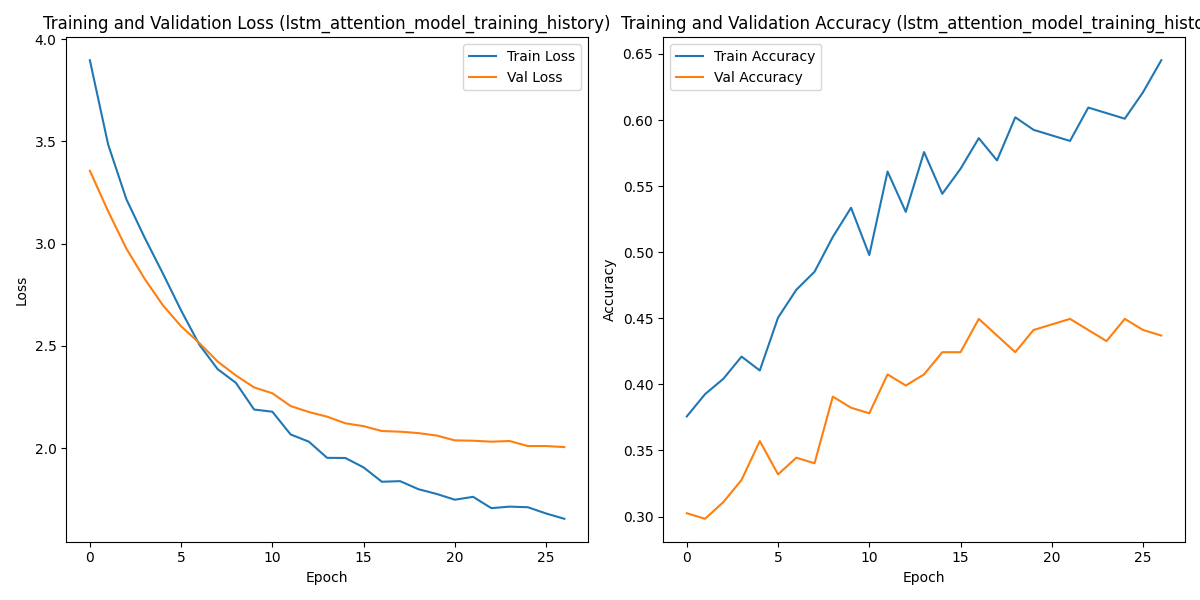 Training and Validation Loss (lstm_attention_model_training_history)
4.0
3.5
3.0
2.5
2.0
Loss
0
5
10
15
20
25
Epoch
Train Loss
Val Loss
Training and Validation Accuracy (lstm_attention_model_training_histo
0.65
0.60
0.55
0.50
0.45
0.40
0.35
0.30
Accuracy
0
5
10
15
20
25
Epoch
Train Accuracy
Val Accuracy